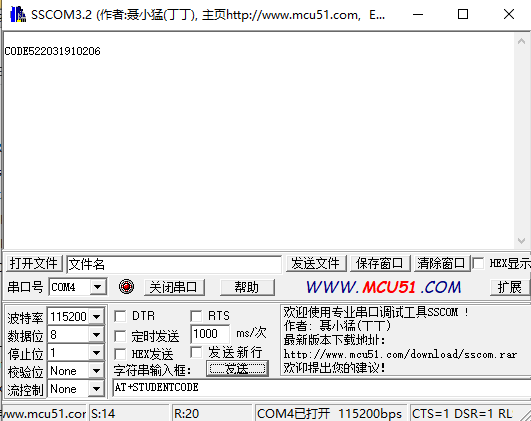 SSCOM3.2 (作者:聂小猛(丁丁), 主页http://www.mcu51.com, E...
CODE522031910206
打开文件 文件名 发送文件 保存窗口 清除窗口 HEX显示
串口号 COM4 关闭串口 帮助 WWW.MCU51.COM 扩展
波特率 115200 DTR RTS
数据位 8 定时发送 1000 ms/次
停止位 1 HEX发送 发送新行
校验位 None 字符串输入框: 发送
流控制 None AT+STUDENTCODE
欢迎使用专业串口调试工具SSCOM !
作者: 聂小猛(丁丁)
最新版本下载地址:
http://www.mcu51.com/download/sscom.rar
欢迎提出您的建议!
www.mcu51.cor S:14 R:20 COM4已打开 115200bps CTS=1 DSR=1 RL